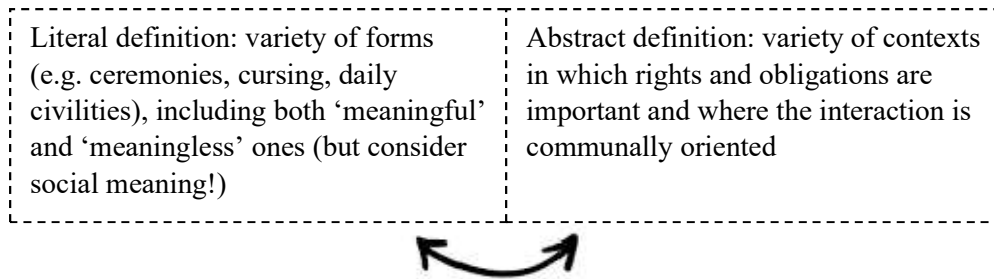 Literal definition: variety of forms
(e.g. ceremonies, cursing, daily
civilities), including both ‘meaningful’
and ‘meaningless’ ones (but consider
social meaning!)
Abstract definition: variety of contexts
in which rights and obligations are
important and where the interaction is
communally oriented